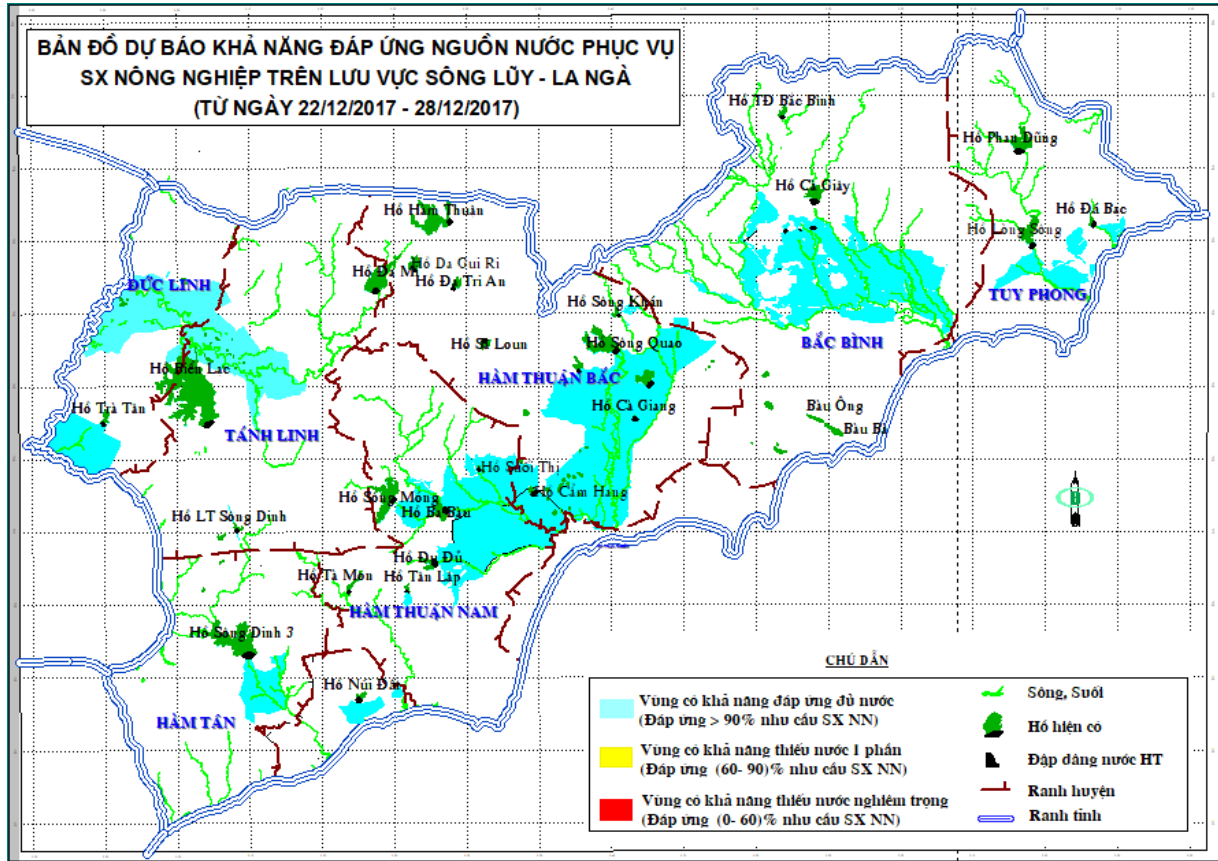 BẢN ĐỒ DỰ BÁO KHẢ NĂNG ĐÁP ỨNG NGUỒN NƯỚC PHỤC VỤ
SX NÔNG NGHIỆP TRÊN LƯU VỰC SÔNG LŨY - LA NGÀ
(TỪ NGÀY 22/12/2017 - 28/12/2017)
Hồ TĐ Bắc Bình
Hồ Phan Dũng
Hồ Cà Giây
Hồ Đá Bạc
Hồ Lòng Sông
Hồ Hàm Thuận
Hồ Đa Mi
Hồ Da Gui Ri
Hồ Đa Tri An
ĐỨC LINH
TUY PHONG
Hồ Sông Khán
BẮC BÌNH
Hồ Sông Quao
Hồ Biển Lạc
HÀM THUẬN BẮC
Hồ Trà Tân
Hồ Cà Giang
Bàu Ông
Bàu Bà
TÁNH LINH
Hồ Suối Thị
Hồ Cẩm Hang
Hồ Sông Móng
Hồ Ba Bàu
Hồ LT Sông Dinh
Hồ Đu Đủ
Hồ Tà Mon
Hồ Tân Lập
HÀM THUẬN NAM
Hồ Sông Dinh 3
Hồ Núi Đất
HÀM TÂN
CHÚ DẪN
Vùng có khả năng đáp ứng đủ nước
(Đáp ứng > 90% nhu cầu SX NN)
Vùng có khả năng thiếu nước 1 phần
(Đáp ứng (60- 90)% nhu cầu SX NN)
Vùng có khả năng thiếu nước nghiêm trọng
(Đáp ứng (0- 60)% nhu cầu SX NN)
Sông, Suối
Hồ hiện có
Đập dâng nước HT
Ranh huyện
Ranh tỉnh